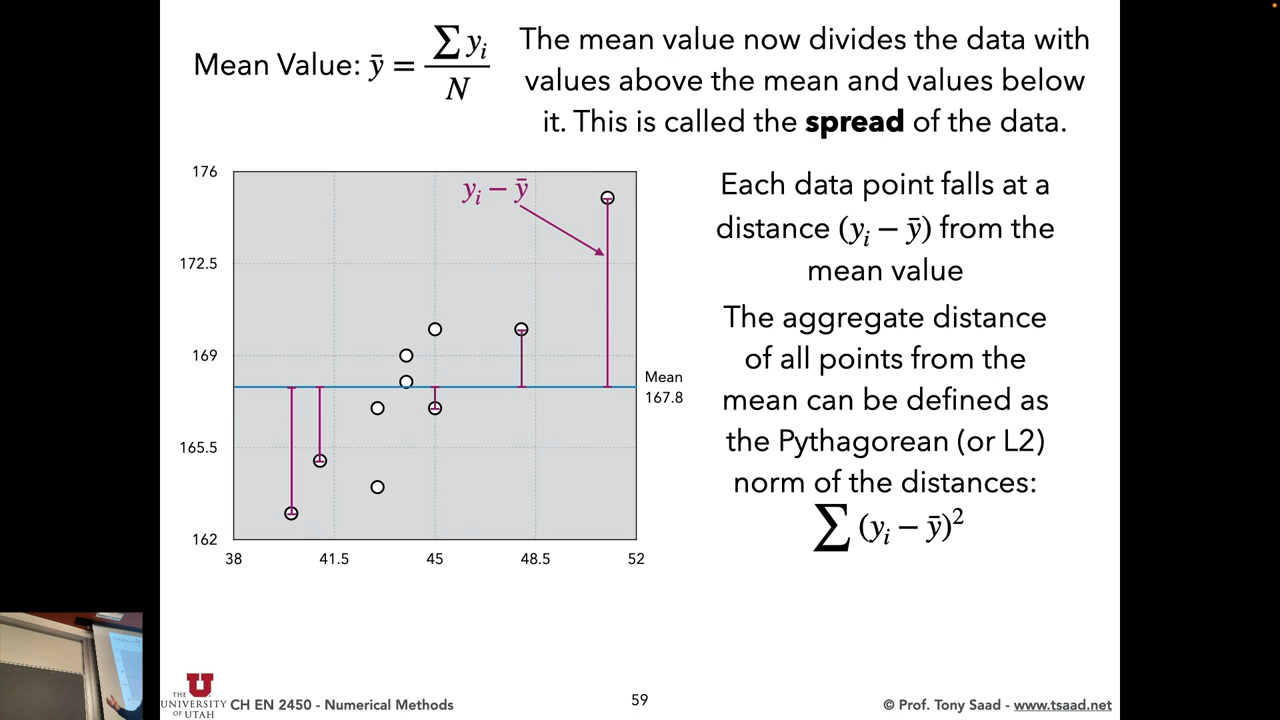 Mean Value: ȳ = ∑ yᵢ / N
The mean value now divides the data with
values above the mean and values below
it. This is called the spread of the data.
176
172.5
169
165.5
162
38
41.5
45
48.5
52
yᵢ − ȳ
Mean
167.8
Each data point falls at a
distance (yᵢ − ȳ) from the
mean value
The aggregate distance
of all points from the
mean can be defined as
the Pythagorean (or L2)
norm of the distances:
∑ (yᵢ − ȳ)²
THE
U
UNIVERSITY
OF UTAH
CH EN 2450 - Numerical Methods
59
© Prof. Tony Saad - www.tsaad.net